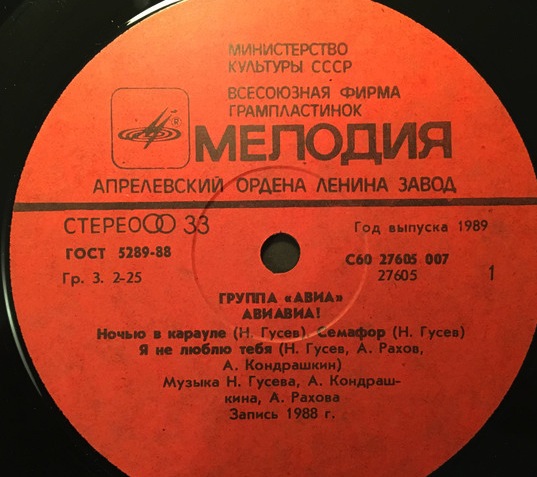 МИНИСТЕРСТВО
КУЛЬТУРЫ СССР
ВСЕСОЮЗНАЯ ФИРМА
ГРАМПЛАСТИНОК
® МЕЛОДИЯ
АПРЕЛЕВСКИЙ ОРДЕНА ЛЕНИНА ЗАВОД
СТЕРЕО 33
Год выпуска 1989
ГОСТ 5289-88
С60 27605 007
Гр. 3. 2-25
27605
1
ГРУППА «АВИА»
АВИАВИА!
Ночью в карауле (Н. Гусев) Семафор (Н. Гусев)
Я не люблю тебя (Н. Гусев, А. Рахов,
А. Кондрашкин)
Музыка Н. Гусева, А. Кондраш-
кина, А. Рахова
Запись 1988 г.